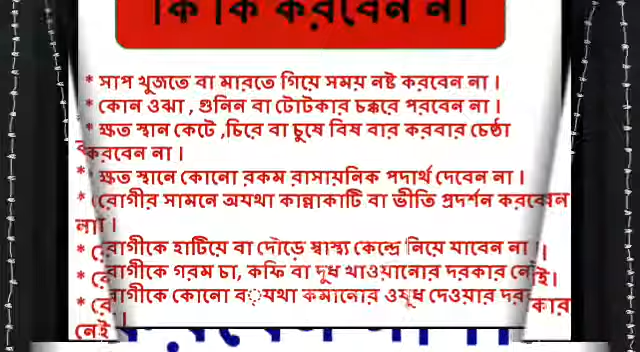 কি কি করবেন না
* সাপ খুজতে বা মারতে গিয়ে সময় নষ্ট করবেন না ।
* কোন ওঝা , গুনিন বা টোটকার চক্করে পরবেন না ।
* ক্ষত স্থান কেটে ,চিরে বা চুষে বিষ বার করবার চেষ্ঠা
করবেন না ।
* ক্ষত স্থানে কোনো রকম রাসায়নিক পদার্থ দেবেন না ।
* রোগীর সামনে অযথা কান্নাকাটি বা ভীতি প্রদর্শন করবেন
না ।
* রোগীকে হাটিয়ে বা দৌড়ে স্বাস্থ্য কেন্দ্রে নিয়ে যাবেন না ।
* রোগীকে গরম চা, কফি বা দুধ খাওয়ানোর দরকার নেই।
* রোগীকে কোনো ব্যথা কমানোর ওষুধ দেওয়ার দরকার
নেই ।